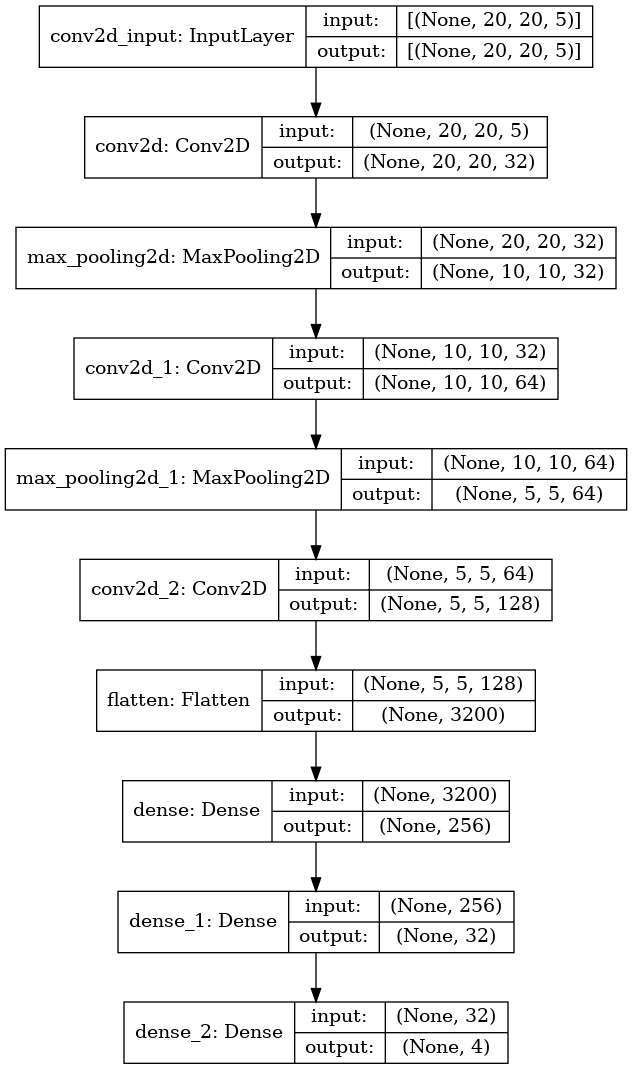 conv2d_input: InputLayer input: [(None, 20, 20, 5)]
output: [(None, 20, 20, 5)]
conv2d: Conv2D input: (None, 20, 20, 5)
output: (None, 20, 20, 32)
max_pooling2d: MaxPooling2D input: (None, 20, 20, 32)
output: (None, 10, 10, 32)
conv2d_1: Conv2D input: (None, 10, 10, 32)
output: (None, 10, 10, 64)
max_pooling2d_1: MaxPooling2D input: (None, 10, 10, 64)
output: (None, 5, 5, 64)
conv2d_2: Conv2D input: (None, 5, 5, 64)
output: (None, 5, 5, 128)
flatten: Flatten input: (None, 5, 5, 128)
output: (None, 3200)
dense: Dense input: (None, 3200)
output: (None, 256)
dense_1: Dense input: (None, 256)
output: (None, 32)
dense_2: Dense input: (None, 32)
output: (None, 4)